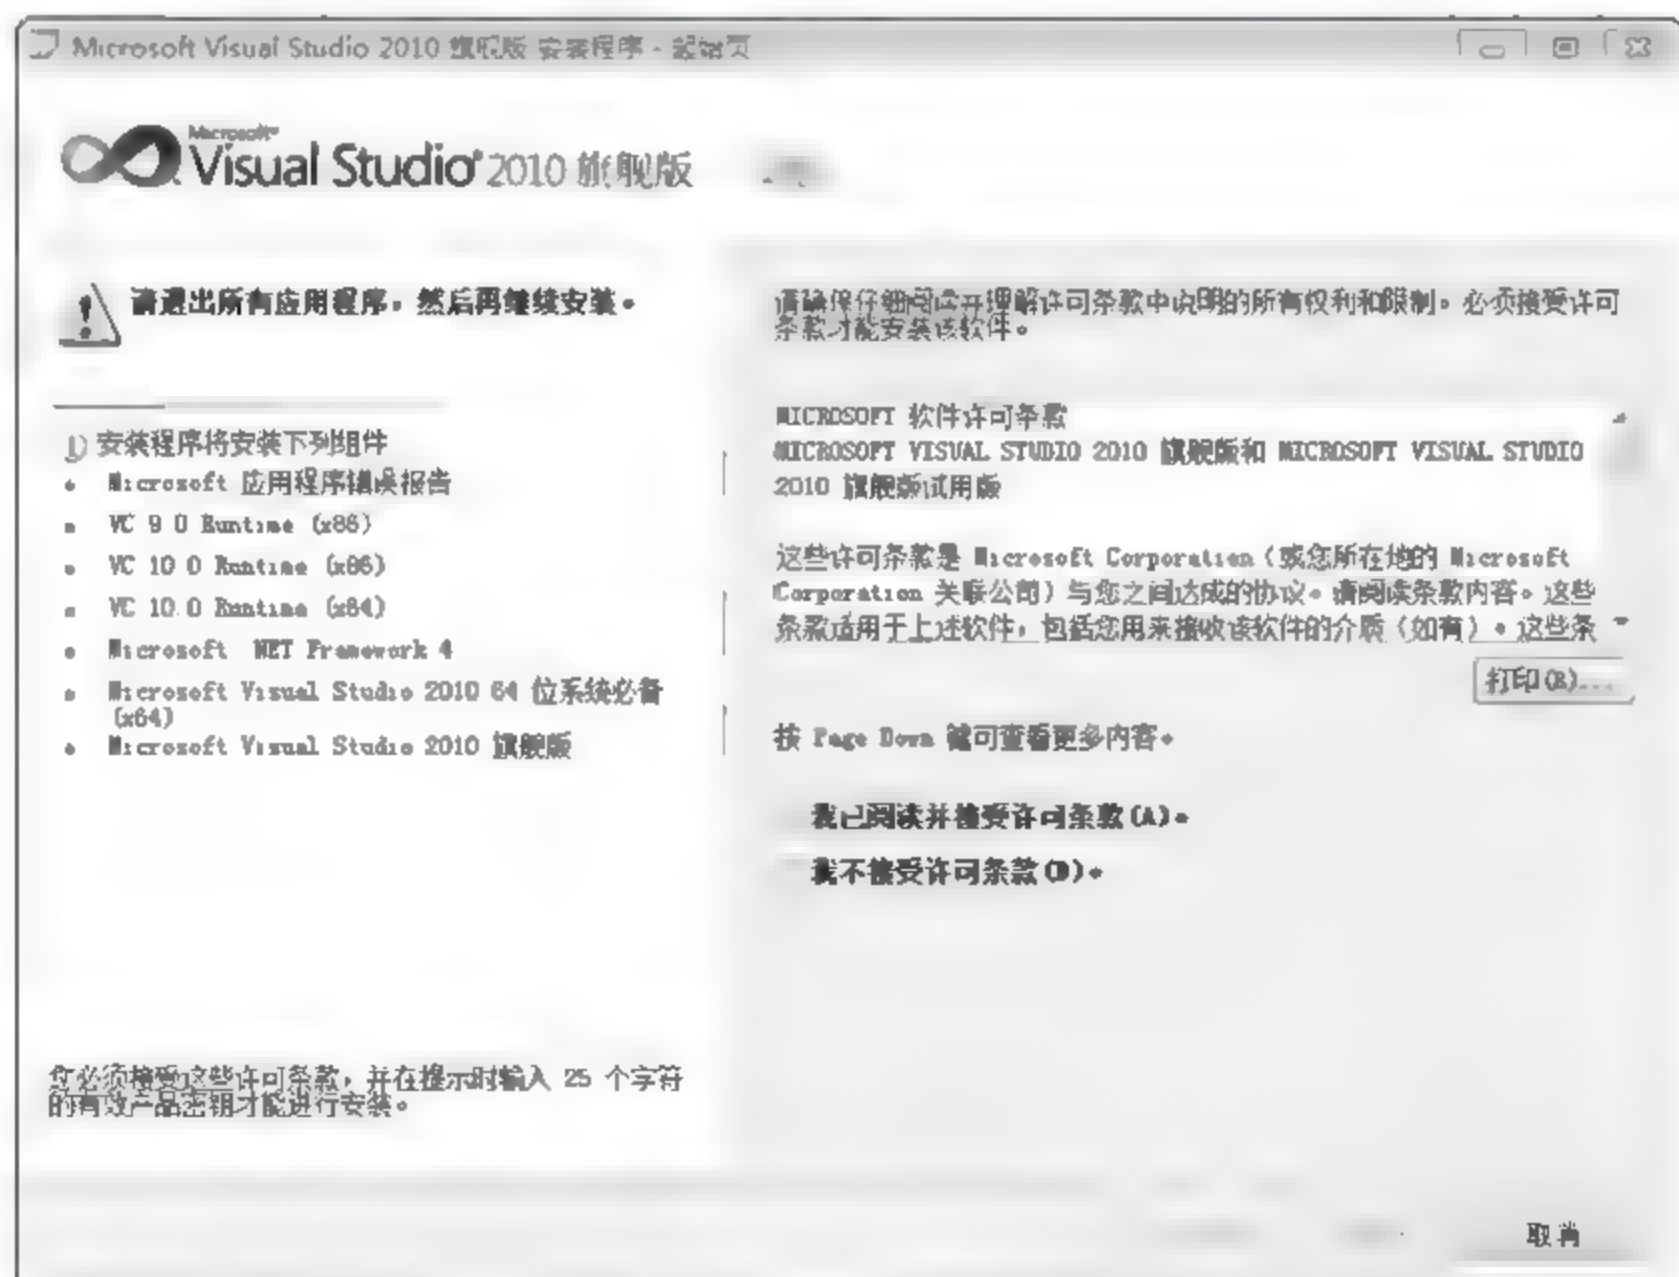 Microsoft Visual Studio 2010 旗舰版 安装程序 - 起始页
Microsoft®
Visual Studio® 2010 旗舰版
请退出所有应用程序，然后再继续安装。
安装程序将安装下列组件
Microsoft 应用程序错误报告
VC 9.0 Runtime (x86)
VC 10.0 Runtime (x86)
VC 10.0 Runtime (x64)
Microsoft .NET Framework 4
Microsoft Visual Studio 2010 64 位系统必备
(x64)
Microsoft Visual Studio 2010 旗舰版
您必须接受这些许可条款，并在提示时输入 25 个字符
的有效产品密钥才能进行安装。
请确保仔细阅读并理解许可条款中说明的所有权利和限制。必须接受许可
条款才能安装该软件。
MICROSOFT 软件许可条款
MICROSOFT VISUAL STUDIO 2010 旗舰版和 MICROSOFT VISUAL STUDIO
2010 旗舰版试用版
这些许可条款是 Microsoft Corporation（或您所在地的 Microsoft
Corporation 关联公司）与您之间达成的协议。请阅读条款内容。这些
条款适用于上述软件，包括您用来接收该软件的介质（如有）。这些条
打印(R)...
按 Page Down 键可查看更多内容。
我已阅读并接受许可条款(A)。
我不接受许可条款(D)。
取消